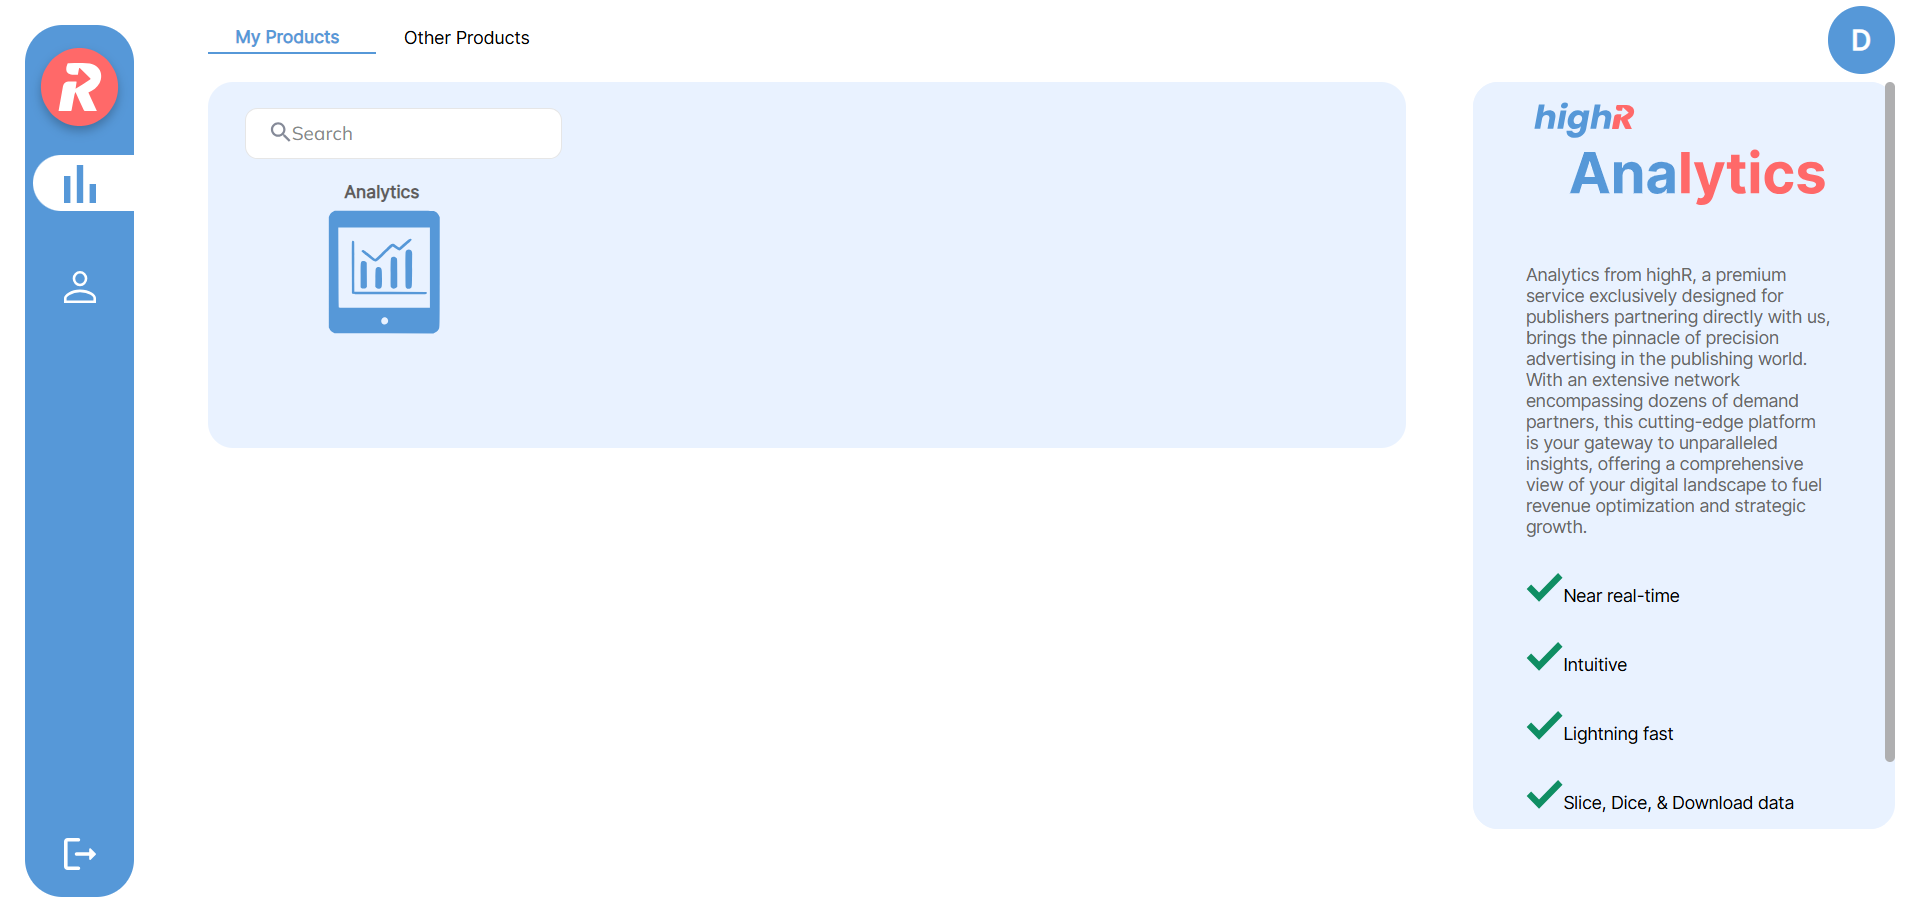 R
My Products
Other Products
D
Search
Analytics
highR
Analytics
Analytics from highR, a premium
service exclusively designed for
publishers partnering directly with us,
brings the pinnacle of precision
advertising in the publishing world.
With an extensive network
encompassing dozens of demand
partners, this cutting-edge platform
is your gateway to unparalleled
insights, offering a comprehensive
view of your digital landscape to fuel
revenue optimization and strategic
growth.
Near real-time
Intuitive
Lightning fast
Slice, Dice, & Download data